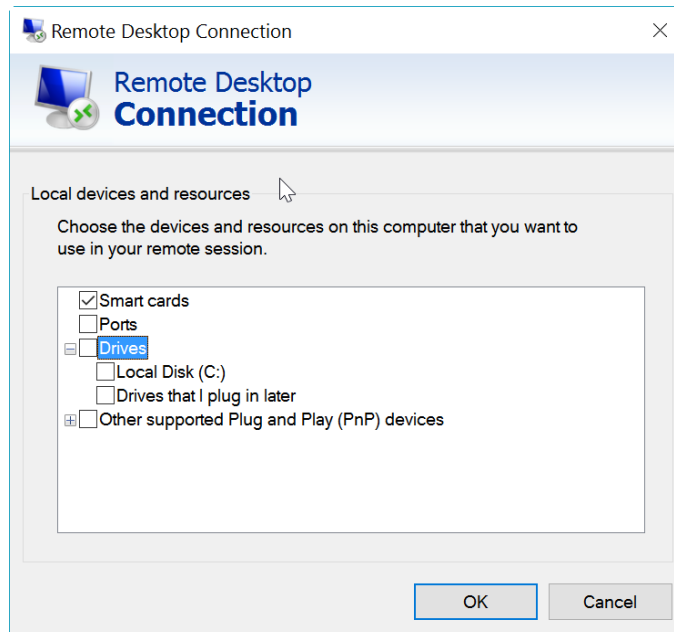 Remote Desktop Connection
Remote Desktop
Connection
Local devices and resources
Choose the devices and resources on this computer that you want to
use in your remote session.
Smart cards
Ports
Drives
Local Disk (C:)
Drives that I plug in later
Other supported Plug and Play (PnP) devices
OK
Cancel